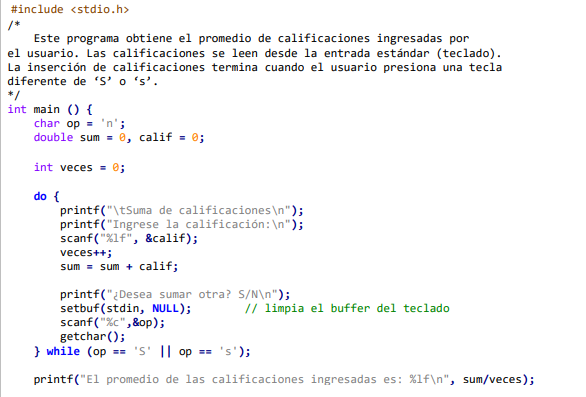 #include <stdio.h>
/*
    Este programa obtiene el promedio de calificaciones ingresadas por
el usuario. Las calificaciones se leen desde la entrada estándar (teclado).
La inserción de calificaciones termina cuando el usuario presiona una tecla
diferente de ‘S’ o ‘s’.
*/
int main () {
    char op = 'n';
    double sum = 0, calif = 0;

    int veces = 0;

    do {
        printf("\tSuma de calificaciones\n");
        printf("Ingrese la calificación:\n");
        scanf("%lf", &calif);
        veces++;
        sum = sum + calif;

        printf("¿Desea sumar otra? S/N\n");
        setbuf(stdin, NULL);        // limpia el buffer del teclado
        scanf("%c",&op);
        getchar();
    } while (op == 'S' || op == 's');

    printf("El promedio de las calificaciones ingresadas es: %lf\n", sum/veces);